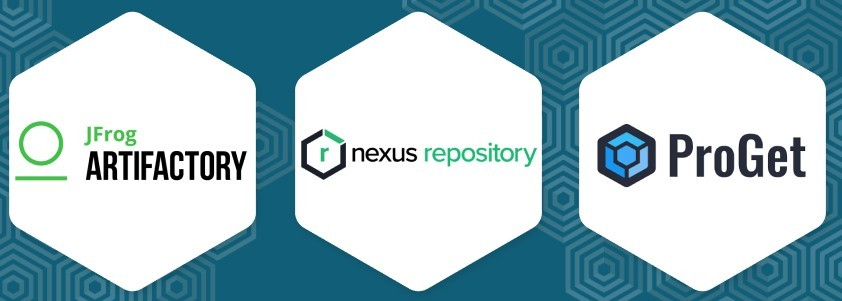 JFrog
ARTIFACTORY
r nexus repository
ProGet